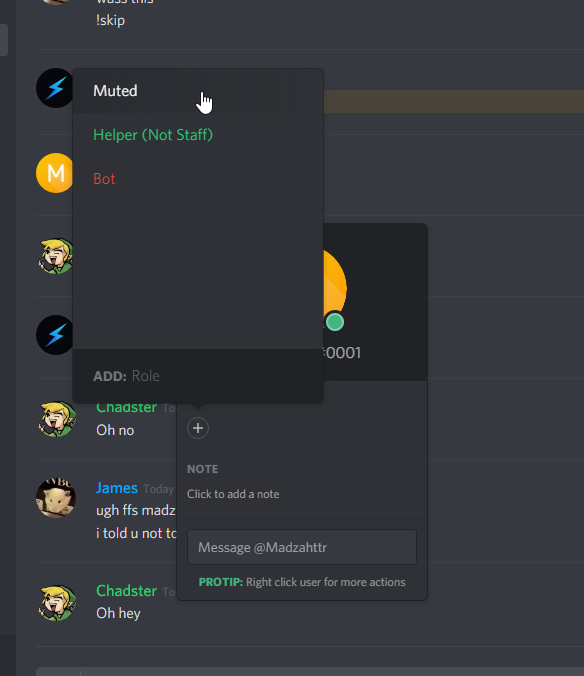 wass this
!skip
Muted
Helper (Not Staff)
Bot
M
0001
ADD: Role
Chadster To
Oh no
NOTE
Click to add a note
James Today
ugh ffs madz
i told u not to
Message @Madzahttr
PROTIP: Right click user for more actions
Chadster To
Oh hey